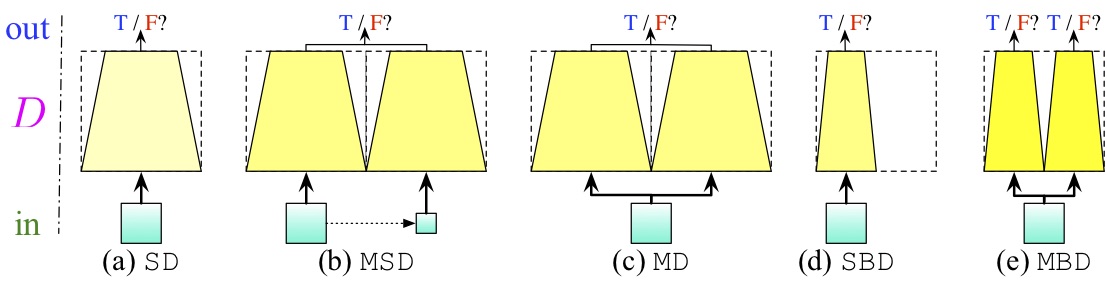 out T / F? T / F? T / F? T / F? T / F? T / F?
D
in
(a) SD (b) MSD (c) MD (d) SBD (e) MBD